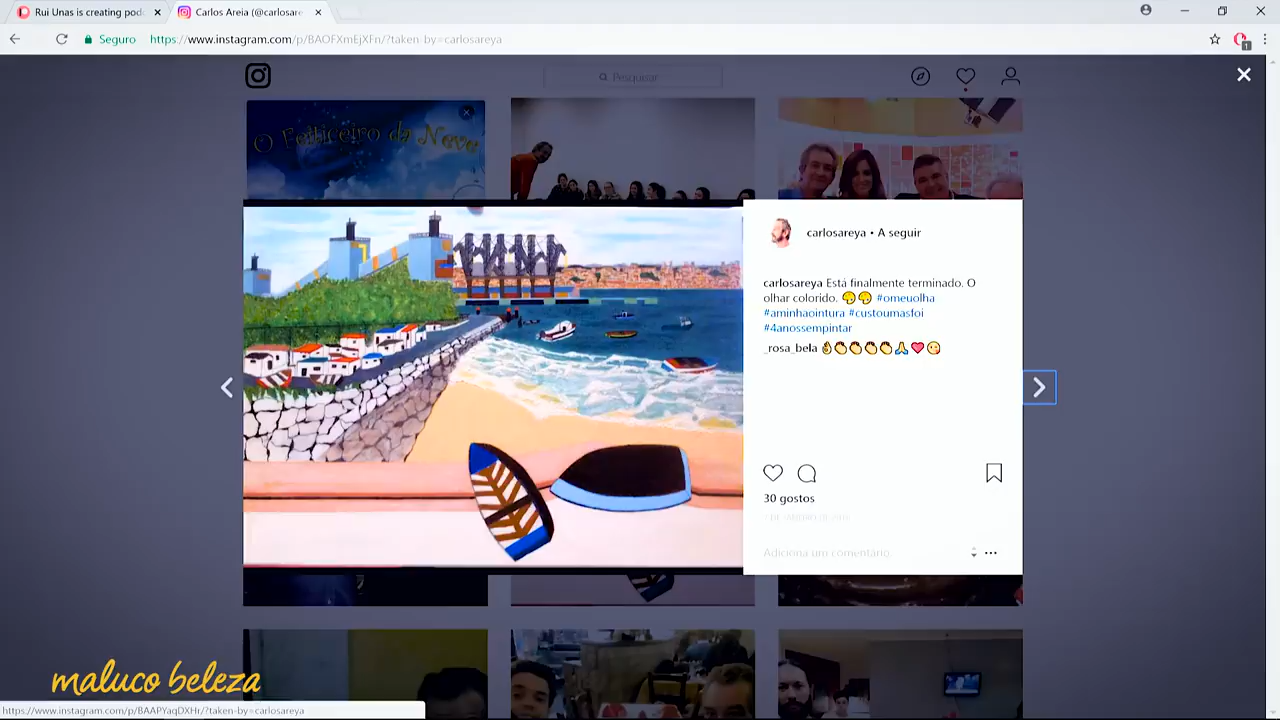 Rui Unas is creating pod
Carlos Areia (@carlosare
Seguro
https://www.instagram.com/p/BAOFXmEjXFn/?taken-by=carlosareya
1
Pesquisar
O Feiticeiro da Neve
carlosareya • A seguir
carlosareya Está finalmente terminado. O
olhar colorido. #omeuolha
#aminhaointura #custoumasfoi
#4anossempintar
_rosa_bela
30 gostos
Adiciona um comentário.
maluco beleza
https://www.instagram.com/p/BAAPYaqDXHr/?taken-by=carlosareya